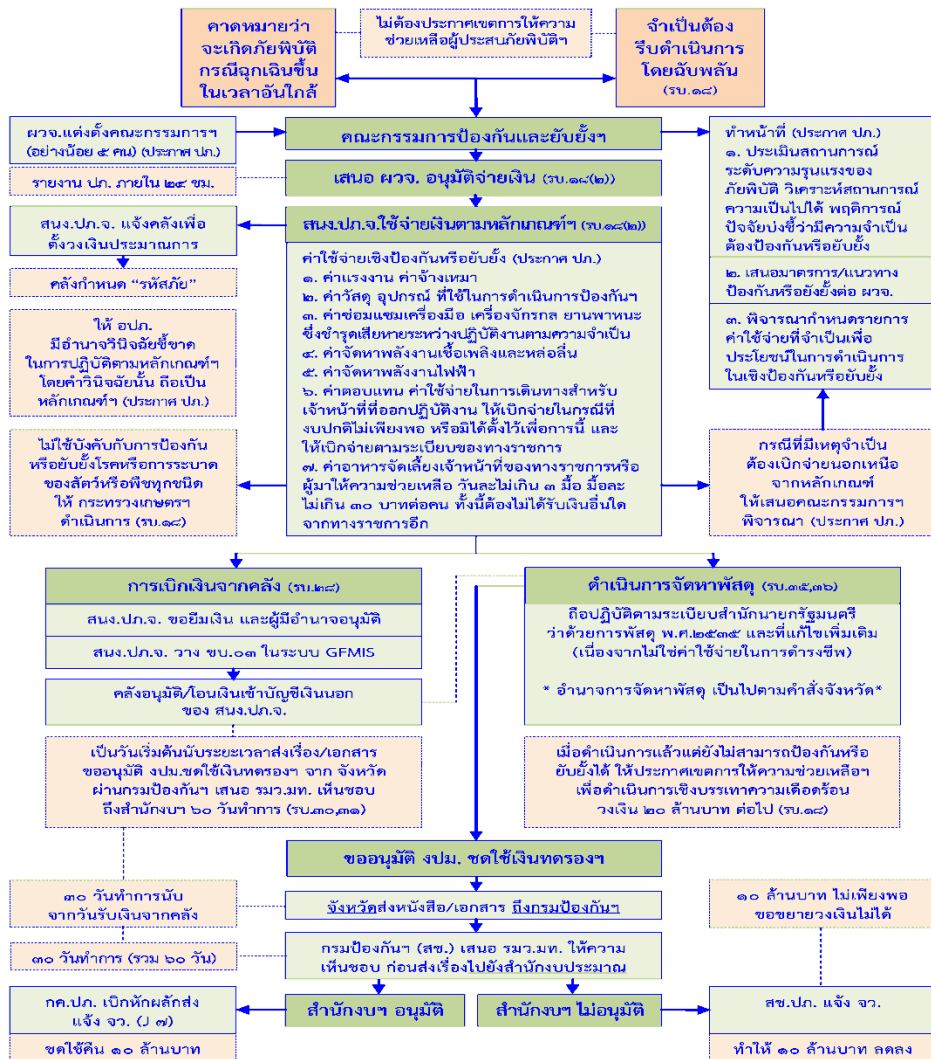 คาดหมายว่า
จะเกิดภัยพิบัติ
กรณีฉุกเฉินขึ้น
ในเวลาอันใกล้
ไม่ต้องประกาศเขตการให้ความ
ช่วยเหลือผู้ประสบภัยพิบัติฯ
จำเป็นต้อง
รีบดำเนินการ
โดยฉับพลัน
(รบ.๑๘)
ผวจ.แต่งตั้งคณะกรรมการฯ
(อย่างน้อย ๕ คน) (ประกาศ ปภ.)
คณะกรรมการป้องกันและยับยั้งฯ
รายงาน ปภ. ภายใน ๒๔ ชม.
เสนอ ผวจ. อนุมัติจ่ายเงิน (รบ.๑๘(๒))
สนง.ปภ.จ. แจ้งคลังเพื่อ
ตั้งวงเงินประมาณการ
คลังกำหนด “รหัสภัย”
ให้ อปภ.
มีอำนาจวินิจฉัยชี้ขาด
ในการปฏิบัติตามหลักเกณฑ์ฯ
โดยคำวินิจฉัยนั้น ถือเป็น
หลักเกณฑ์ฯ (ประกาศ ปภ.)
ไม่ใช้บังคับกับการป้องกัน
หรือยับยั้งโรคหรือการระบาด
ของสัตว์หรือพืชทุกชนิด
ให้ กระทรวงเกษตรฯ
ดำเนินการ (รบ.๑๘)
สนง.ปภ.จ.ใช้จ่ายเงินตามหลักเกณฑ์ฯ (รบ.๑๘(๒))
ค่าใช้จ่ายเชิงป้องกันหรือยับยั้ง (ประกาศ ปภ.)
๑. ค่าแรงงาน ค่าจ้างเหมา
๒. ค่าวัสดุ อุปกรณ์ ที่ใช้ในการดำเนินการป้องกันฯ
๓. ค่าซ่อมแซมเครื่องมือ เครื่องจักรกล ยานพาหนะ
ซึ่งชำรุดเสียหายระหว่างปฏิบัติงานตามความจำเป็น
๔. ค่าจัดหาพลังงานเชื้อเพลิงและหล่อลื่น
๕. ค่าจัดหาพลังงานไฟฟ้า
๖. ค่าตอบแทน ค่าใช้จ่ายในการเดินทางสำหรับ
เจ้าหน้าที่ที่ออกปฏิบัติงาน ให้เบิกจ่ายในกรณีที่
งบปกติไม่เพียงพอ หรือมิได้ตั้งไว้เพื่อการนี้ และ
ให้เบิกจ่ายตามระเบียบของทางราชการ
๗. ค่าอาหารจัดเลี้ยงเจ้าหน้าที่ของทางราชการหรือ
ผู้มาให้ความช่วยเหลือ วันละไม่เกิน ๓ มื้อ มื้อละ
ไม่เกิน ๓๐ บาทต่อคน ทั้งนี้ต้องไม่ได้รับเงินอื่นใด
จากทางราชการอีก
ทำหน้าที่ (ประกาศ ปภ.)
๑. ประเมินสถานการณ์
ระดับความรุนแรงของ
ภัยพิบัติ วิเคราะห์สถานการณ์
ความเป็นไปได้ พฤติการณ์
ปัจจัยบ่งชี้ว่ามีความจำเป็น
ต้องป้องกันหรือยับยั้ง
๒. เสนอมาตรการ/แนวทาง
ป้องกันหรือยังยั้งต่อ ผวจ.
๓. พิจารณากำหนดรายการ
ค่าใช้จ่ายที่จำเป็นเพื่อ
ประโยชน์ในการดำเนินการ
ในเชิงป้องกันหรือยับยั้ง
กรณีที่มีเหตุจำเป็น
ต้องเบิกจ่ายนอกเหนือ
จากหลักเกณฑ์
ให้เสนอคณะกรรมการฯ
พิจารณา (ประกาศ ปภ.)
การเบิกเงินจากคลัง (รบ.๒๘)
สนง.ปภ.จ. ขอยืมเงิน และผู้มีอำนาจอนุมัติ
สนง.ปภ.จ. วาง ขบ.๐๓ ในระบบ GFMIS
คลังอนุมัติ/โอนเงินเข้าบัญชีเงินนอก
ของ สนง.ปภ.จ.
เป็นวันเริ่มต้นนับระยะเวลาส่งเรื่อง/เอกสาร
ขออนุมัติ งปม.ชดใช้เงินทดรองฯ จาก จังหวัด
ผ่านกรมป้องกันฯ เสนอ รมว.มท. เห็นชอบ
ถึงสำนักงบฯ ๖๐ วันทำการ (รบ.๓๐,๓๑)
ดำเนินการจัดหาพัสดุ (รบ.๓๕,๓๖)
ถือปฏิบัติตามระเบียบสำนักนายกรัฐมนตรี
ว่าด้วยการพัสดุ พ.ศ.๒๕๓๕ และที่แก้ไขเพิ่มเติม
(เนื่องจากไม่ใช่ค่าใช้จ่ายในการดำรงชีพ)
* อำนาจการจัดหาพัสดุ เป็นไปตามคำสั่งจังหวัด*
เมื่อดำเนินการแล้วแต่ยังไม่สามารถป้องกันหรือ
ยับยั้งได้ ให้ประกาศเขตการให้ความช่วยเหลือฯ
เพื่อดำเนินการเชิงบรรเทาความเดือดร้อน
วงเงิน ๒๐ ล้านบาท ต่อไป (รบ.๑๘)
ขออนุมัติ งปม. ชดใช้เงินทดรองฯ
๓๐ วันทำการนับ
จากวันรับเงินจากคลัง
จังหวัดส่งหนังสือ/เอกสาร ถึงกรมป้องกันฯ
๑๐ ล้านบาท ไม่เพียงพอ
ขอขยายวงเงินไม่ได้
๓๐ วันทำการ (รวม ๖๐ วัน)
กรมป้องกันฯ (สช.) เสนอ รมว.มท. ให้ความ
เห็นชอบ ก่อนส่งเรื่องไปยังสำนักงบประมาณ
กค.ปภ. เบิกหักผลักส่ง
แจ้ง จว. (ว ๗)
ชดใช้คืน ๑๐ ล้านบาท
สำนักงบฯ อนุมัติ
สำนักงบฯ ไม่อนุมัติ
สช.ปภ. แจ้ง จว.
ทำให้ ๑๐ ล้านบาท ลดลง